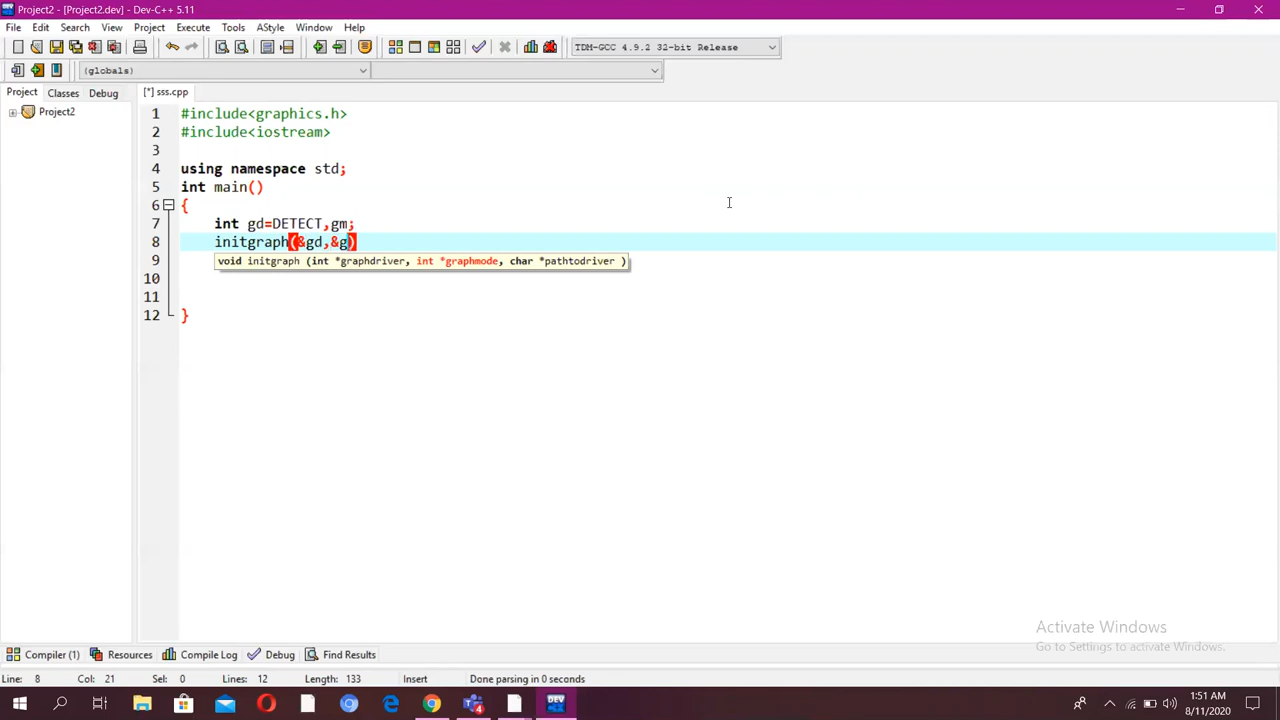 Project2 - [Project2.dev] - Dev-C++ 5.11
File Edit Search View Project Execute Tools AStyle Window Help
TDM-GCC 4.9.2 32-bit Release
(globals)
Project Classes Debug [*] sss.cpp
Project2
1 #include<graphics.h>
2 #include<iostream>
3
4 using namespace std;
5 int main()
6 {
7 int gd=DETECT,gm;
8 initgraph(&gd,&g)
9 void initgraph (int *graphdriver, int *graphmode, char *pathtodriver )
10
11
12 }
Activate Windows
Go to Settings to activate Windows.
Compiler (1) Resources Compile Log Debug Find Results
Line: 8 Col: 21 Sel: 0 Lines: 12 Length: 133 Insert Done parsing in 0 seconds
4 DEV 1:51 AM
8/11/2020